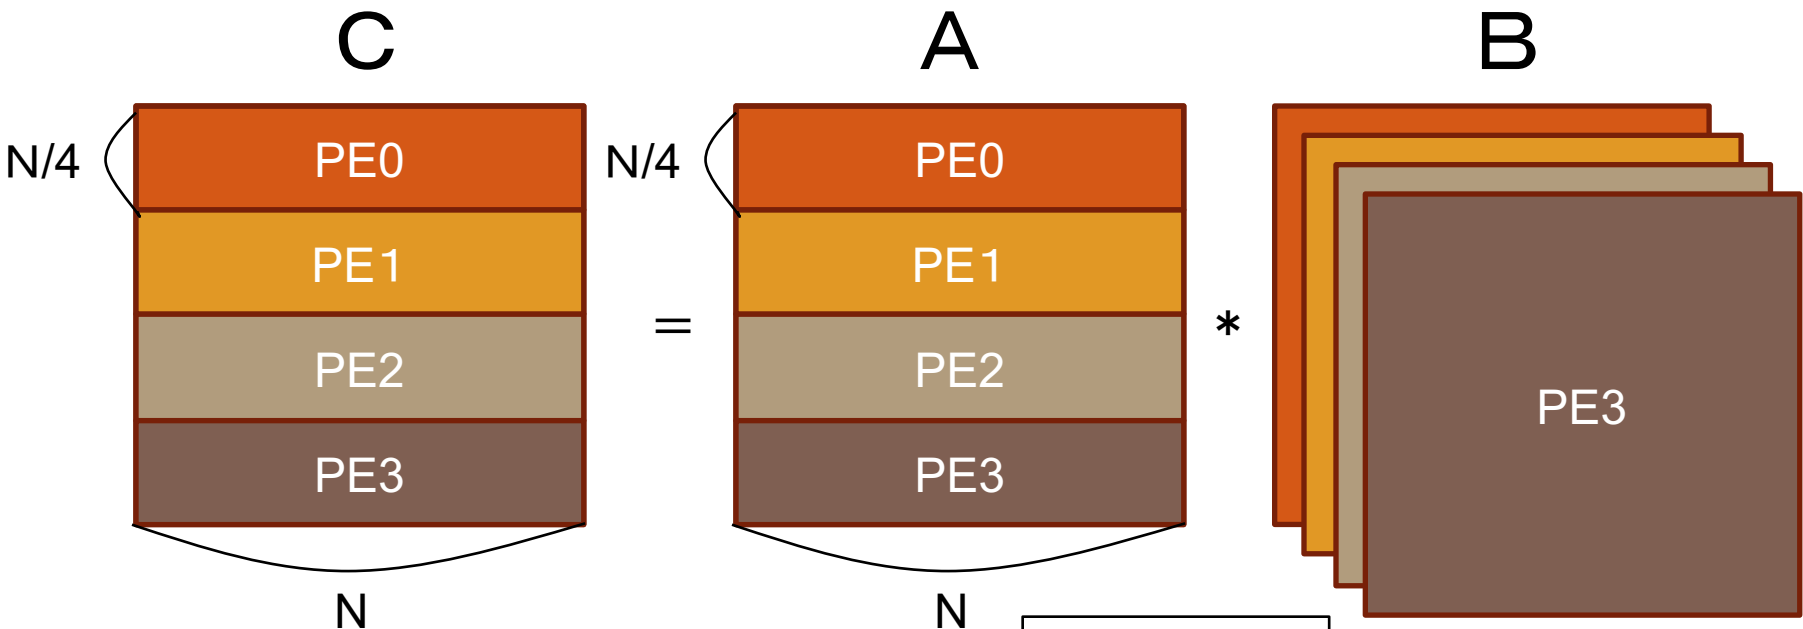 C A B
N/4 PE0 N/4 PE0
PE1 PE1
= *
PE2 PE2
PE3
PE3 PE3
N N